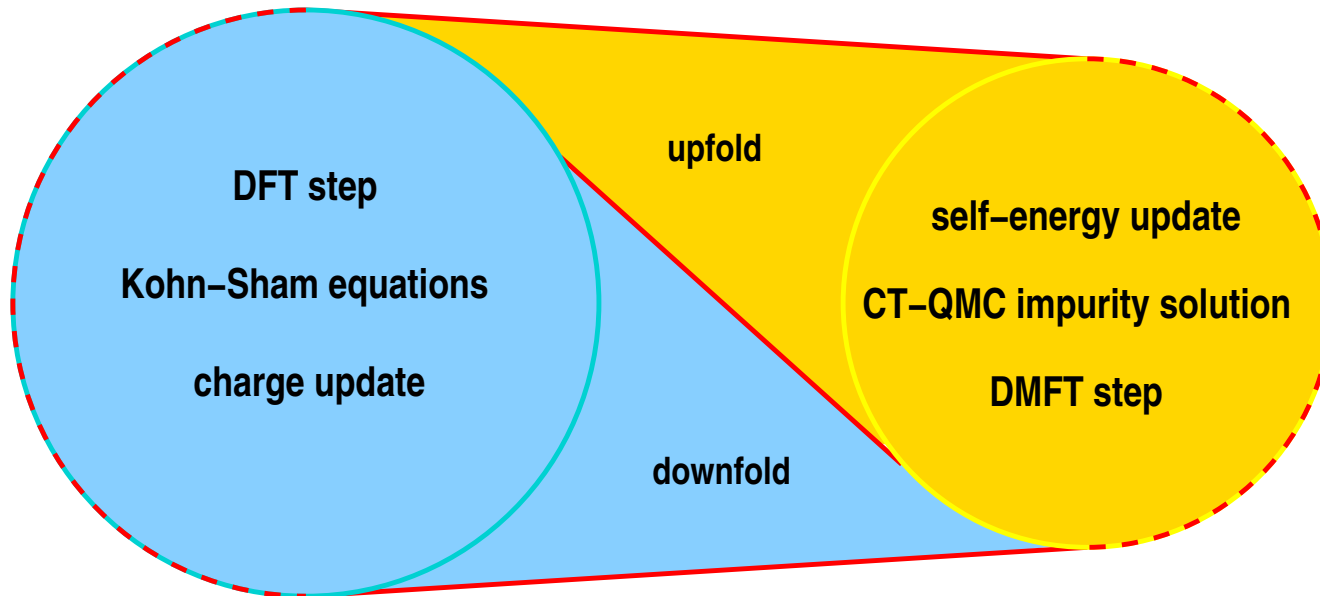 DFT step
Kohn–Sham equations
charge update
upfold
downfold
self–energy update
CT–QMC impurity solution
DMFT step